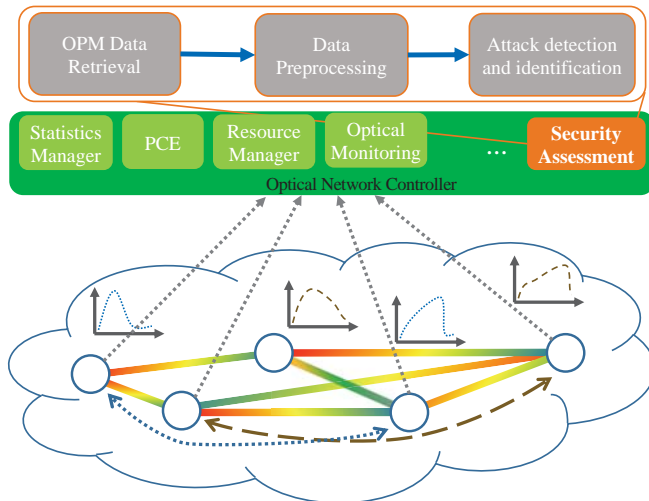 OPM Data
Retrieval
Data
Preprocessing
Attack detection
and identification
Statistics
Manager
PCE
Resource
Manager
Optical
Monitoring
...
Security
Assessment
Optical Network Controller